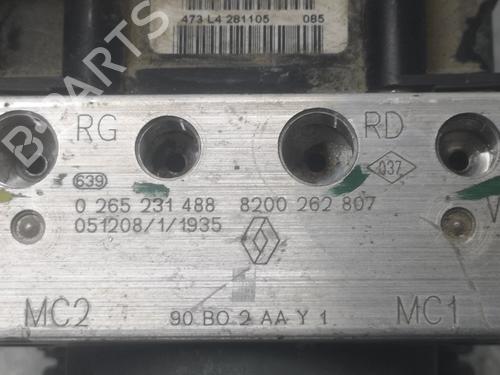 473 L4 281105 085
B-PARTS
RG RD
639 037
0 265 231 488 8200 262 807
051208/1/1935
MC2 MC1
90 BO 2 AA Y 1